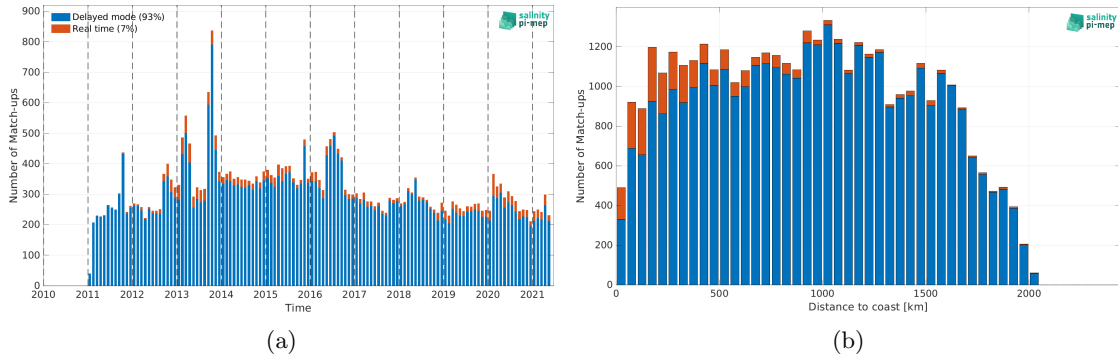 Delayed mode (93%)
Real time (7%)
salinity
pi-mep
Number of Match-ups
900
800
700
600
500
400
300
200
100
0
2010 2011 2012 2013 2014 2015 2016 2017 2018 2019 2020 2021
Time
(a)
salinity
pi-mep
Number of Match-ups
1200
1000
800
600
400
200
0
0 500 1000 1500 2000
Distance to coast [km]
(b)